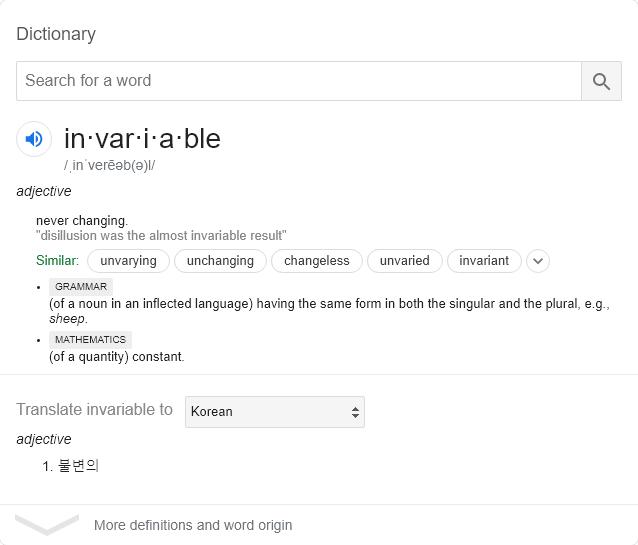 Dictionary
Search for a word
in·var·i·a·ble
/ˌinˈverēəb(ə)l/
adjective
never changing.
"disillusion was the almost invariable result"
Similar: unvarying unchanging changeless unvaried invariant
• GRAMMAR
(of a noun in an inflected language) having the same form in both the singular and the plural, e.g.,
sheep.
• MATHEMATICS
(of a quantity) constant.
Translate invariable to Korean
adjective
1. 불변의
More definitions and word origin